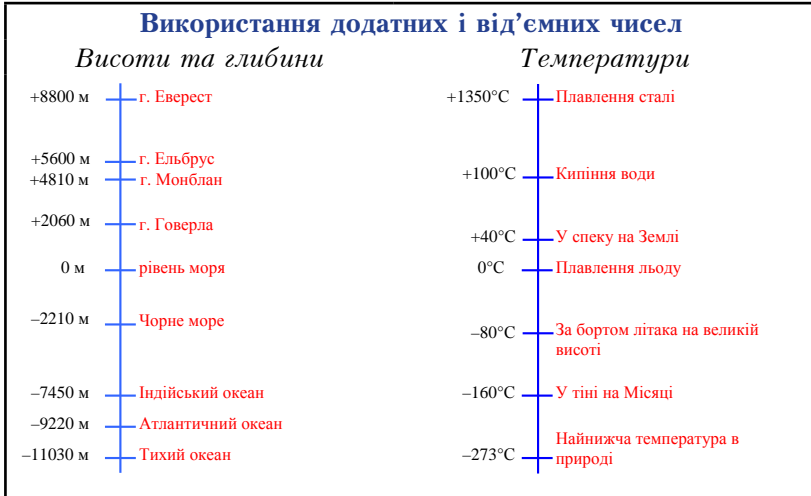 Використання додатних і від’ємних чисел
Висоти та глибини
+8800 м г. Еверест
+5600 м г. Ельбрус
+4810 м г. Монблан
+2060 м г. Говерла
0 м рівень моря
–2210 м Чорне море
–7450 м Індійський океан
–9220 м Атлантичний океан
–11030 м Тихий океан
Температури
+1350°C Плавлення сталі
+100°C Кипіння води
+40°C У спеку на Землі
0°C Плавлення льоду
–80°C За бортом літака на великій
висоті
–160°C У тіні на Місяці
–273°C Найнижча температура в
природі